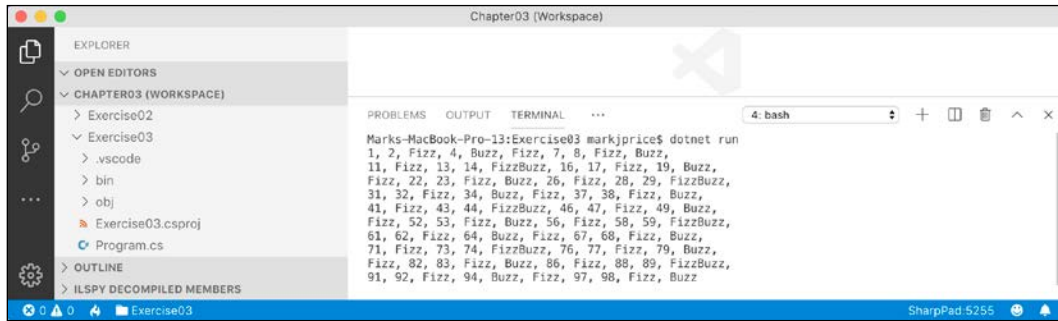 Chapter03 (Workspace)
EXPLORER
OPEN EDITORS
CHAPTER03 (WORKSPACE)
Exercise02
Exercise03
.vscode
bin
obj
Exercise03.csproj
Program.cs
OUTLINE
ILSPY DECOMPILED MEMBERS
PROBLEMS OUTPUT TERMINAL ... 4: bash
Marks-MacBook-Pro-13:Exercise03 markjprice$ dotnet run
1, 2, Fizz, 4, Buzz, Fizz, 7, 8, Fizz, Buzz,
11, Fizz, 13, 14, FizzBuzz, 16, 17, Fizz, 19, Buzz,
Fizz, 22, 23, Fizz, Buzz, 26, Fizz, 28, 29, FizzBuzz,
31, 32, Fizz, 34, Buzz, Fizz, 37, 38, Fizz, Buzz,
41, Fizz, 43, 44, FizzBuzz, 46, 47, Fizz, 49, Buzz,
Fizz, 52, 53, Fizz, Buzz, 56, Fizz, 58, 59, FizzBuzz,
61, 62, Fizz, 64, Buzz, Fizz, 67, 68, Fizz, Buzz,
71, Fizz, 73, 74, FizzBuzz, 76, 77, Fizz, 79, Buzz,
Fizz, 82, 83, Fizz, Buzz, 86, Fizz, 88, 89, FizzBuzz,
91, 92, Fizz, 94, Buzz, Fizz, 97, 98, Fizz, Buzz
0 0 Exercise03 SharpPad:5255